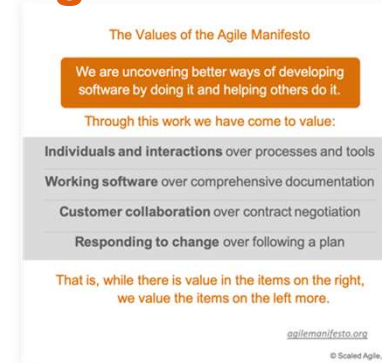 The Values of the Agile Manifesto
We are uncovering better ways of developing
software by doing it and helping others do it.
Through this work we have come to value:
Individuals and interactions over processes and tools
Working software over comprehensive documentation
Customer collaboration over contract negotiation
Responding to change over following a plan
That is, while there is value in the items on the right,
we value the items on the left more.
agilemanifesto.org
© Scaled Agile,